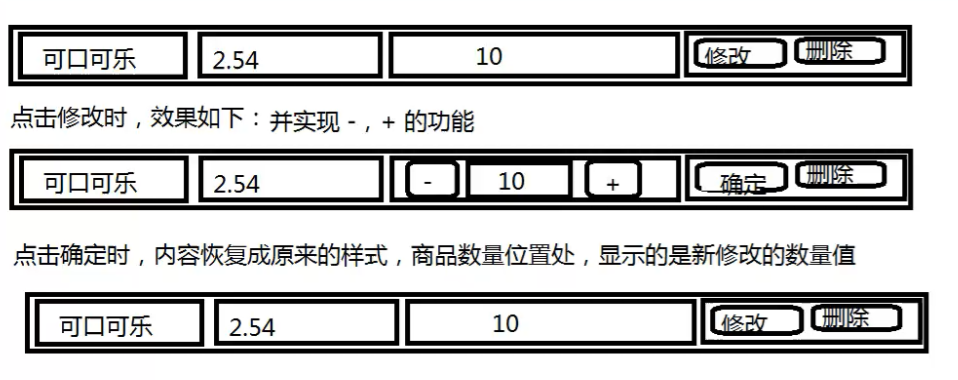 可口可乐 2.54 10 修改 删除
点击修改时，效果如下：并实现 -，+ 的功能
可口可乐 2.54 - 10 + 确定 删除
点击确定时，内容恢复成原来的样式，商品数量位置处，显示的是新修改的数量值
可口可乐 2.54 10 修改 删除